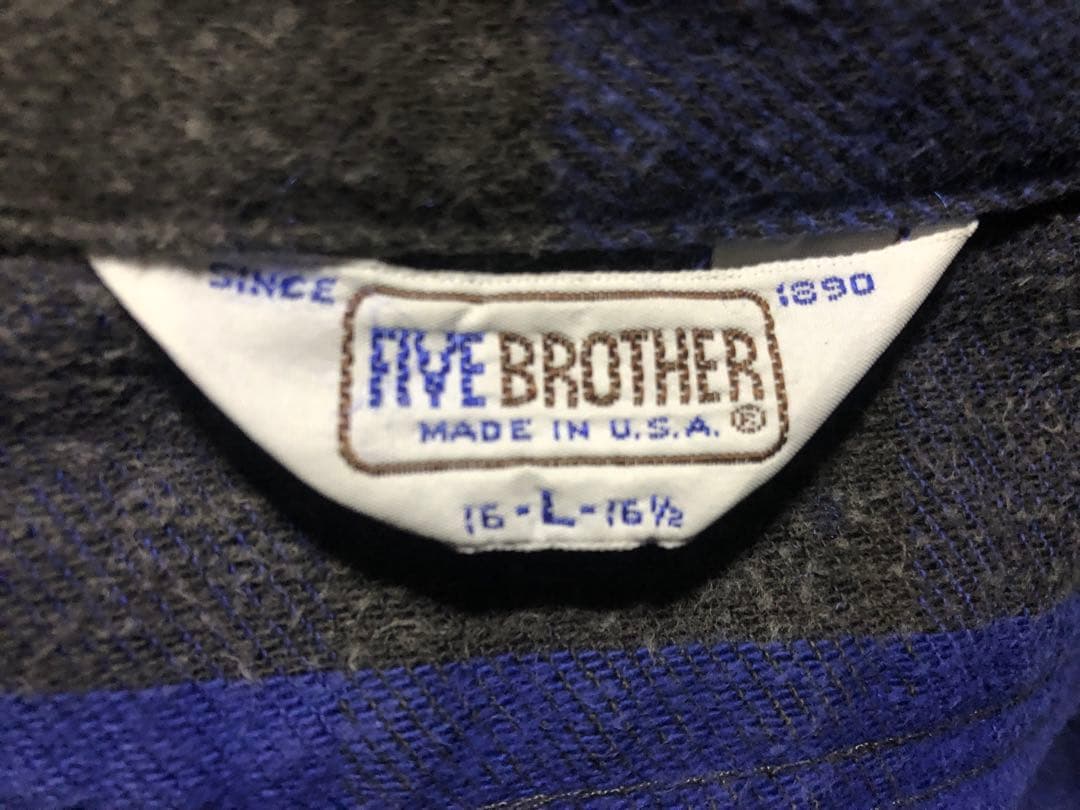 SINCE 1890
FIVE BROTHER
MADE IN U.S.A. ®
16-L-16½